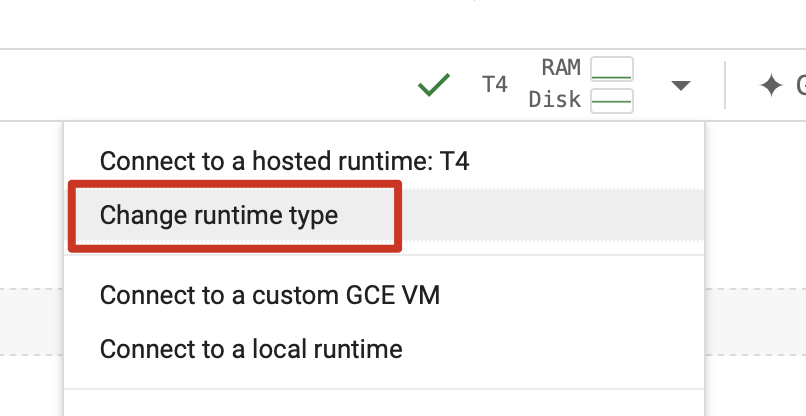 T4
RAM
Disk
G
Connect to a hosted runtime: T4
Change runtime type
Connect to a custom GCE VM
Connect to a local runtime